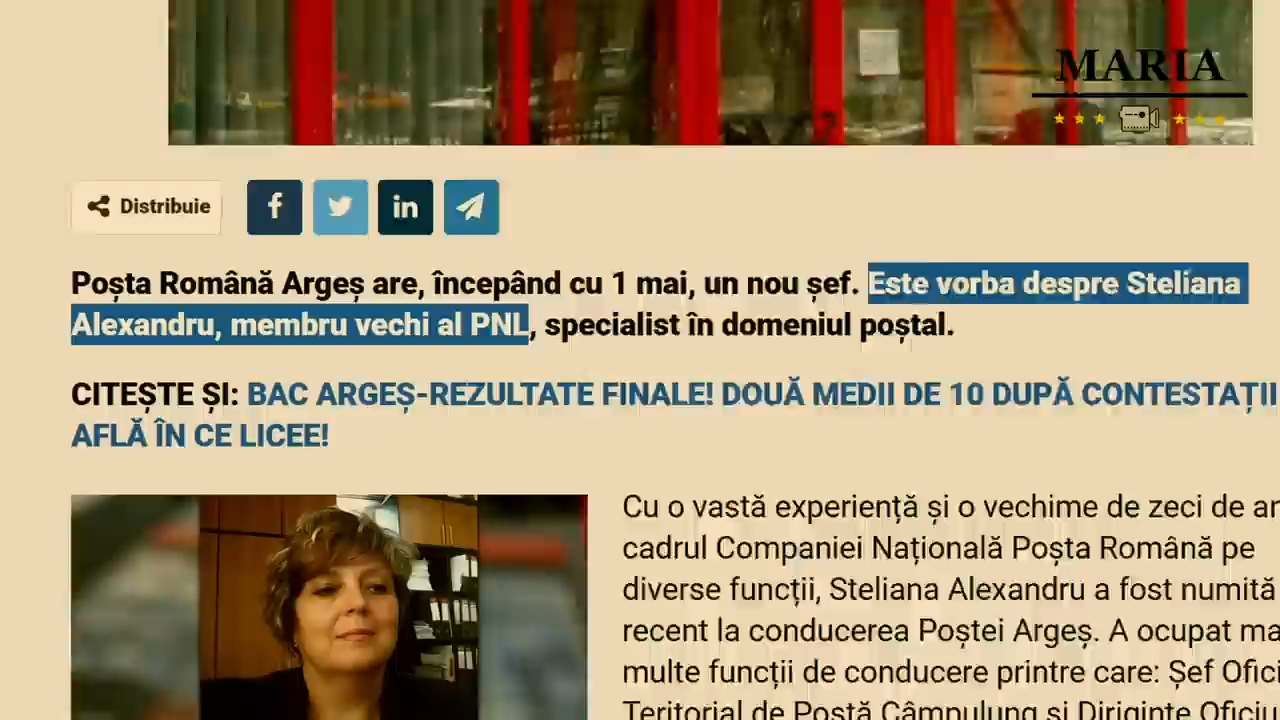 MARIA
Distribuie
Poșta Română Argeș are, începând cu 1 mai, un nou șef. Este vorba despre Steliana
Alexandru, membru vechi al PNL, specialist în domeniul poștal.
CITEȘTE ȘI: BAC ARGEȘ-REZULTATE FINALE! DOUĂ MEDII DE 10 DUPĂ CONTESTAȚII
AFLĂ ÎN CE LICEE!
Cu o vastă experiență și o vechime de zeci de
cadrul Companiei Națională Poșta Română pe
diverse funcții, Steliana Alexandru a fost numită
recent la conducerea Poștei Argeș. A ocupat
multe funcții de conducere printre care: Șef
Teritorial de Poștă Câmpulung și Diriginte